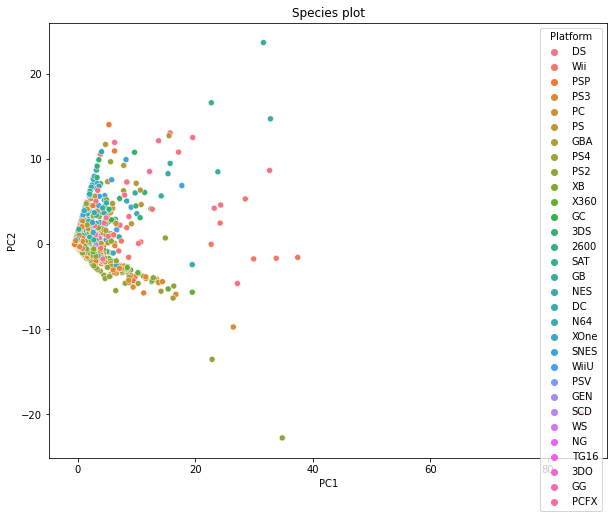 Species plot
Platform
DS
Wii
PSP
PS3
PC
PS
GBA
PS4
PS2
XB
X360
GC
3DS
2600
SAT
GB
NES
DC
N64
XOne
SNES
WiiU
PSV
GEN
SCD
WS
NG
TG16
3DO
GG
PCFX
PC2
20
10
0
−10
−20
0 20 40 60 80
PC1